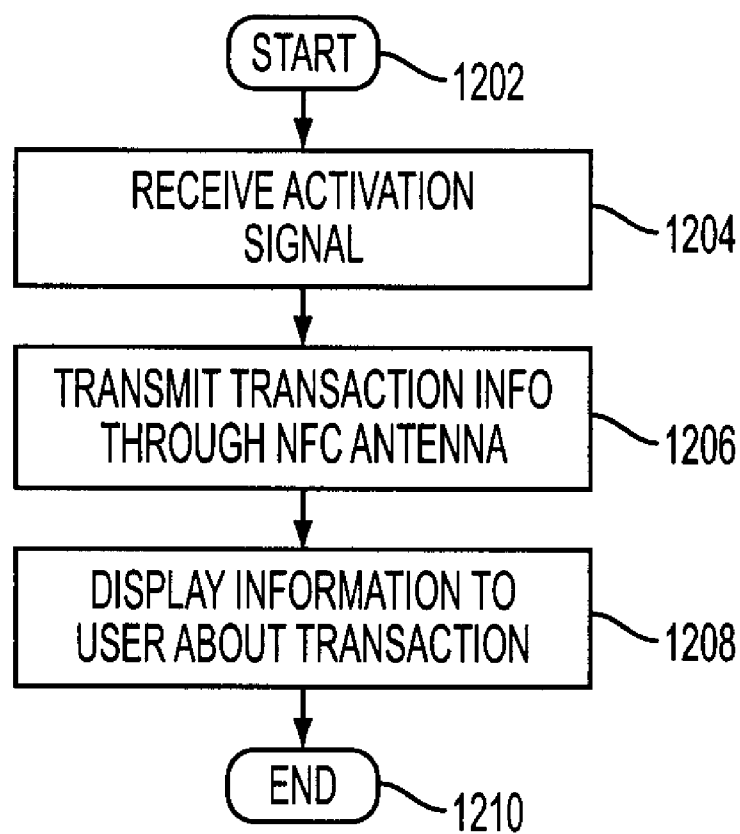 START
1202
RECEIVE ACTIVATION
SIGNAL
1204
TRANSMIT TRANSACTION INFO
THROUGH NFC ANTENNA
1206
DISPLAY INFORMATION TO
USER ABOUT TRANSACTION
1208
END
1210